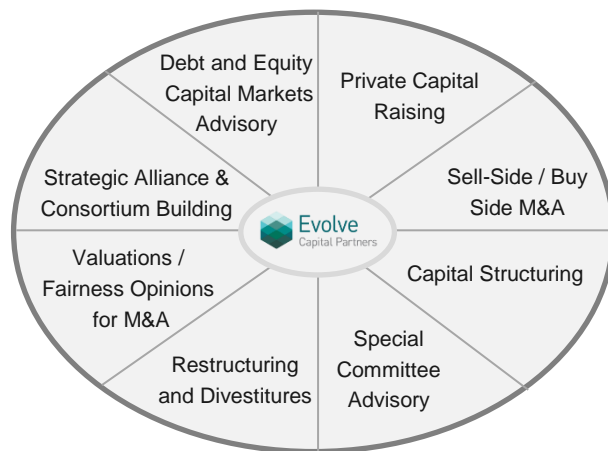 Debt and Equity
Capital Markets
Advisory
Private Capital
Raising
Strategic Alliance &
Consortium Building
Sell-Side / Buy
Side M&A
Evolve
Capital Partners
Valuations /
Fairness Opinions
for M&A
Capital Structuring
Restructuring
and Divestitures
Special
Committee
Advisory